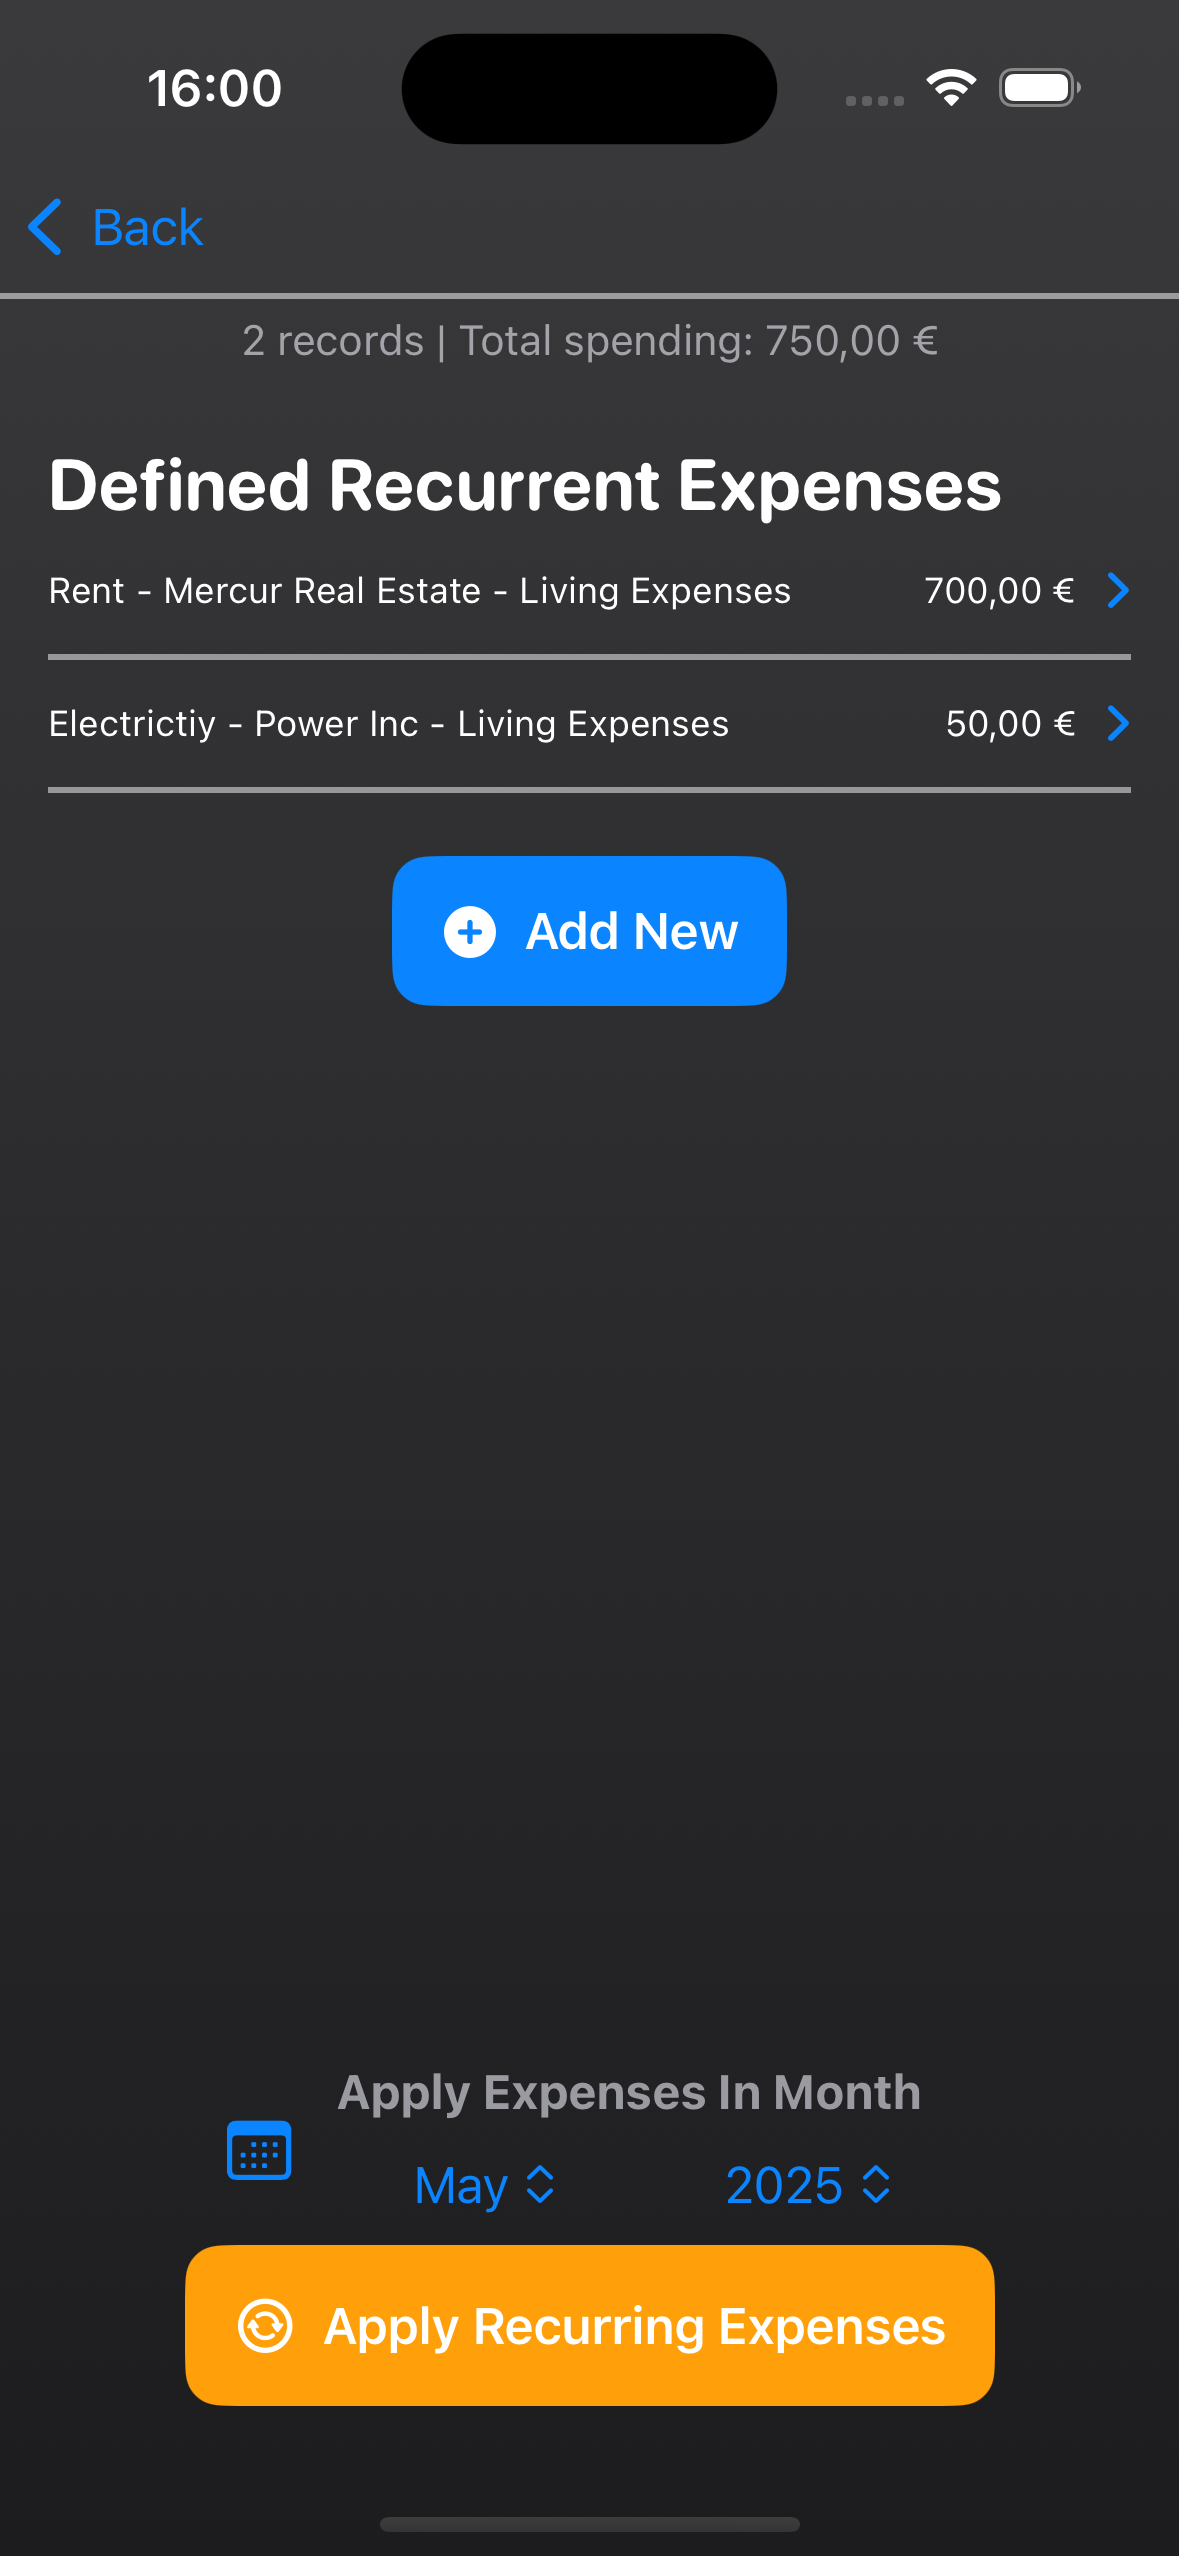 16:00
Back
2 records | Total spending: 750,00 €
Defined Recurrent Expenses
Rent - Mercur Real Estate - Living Expenses 700,00 €
Electrictiy - Power Inc - Living Expenses 50,00 €
Add New
Apply Expenses In Month
May 2025
Apply Recurring Expenses